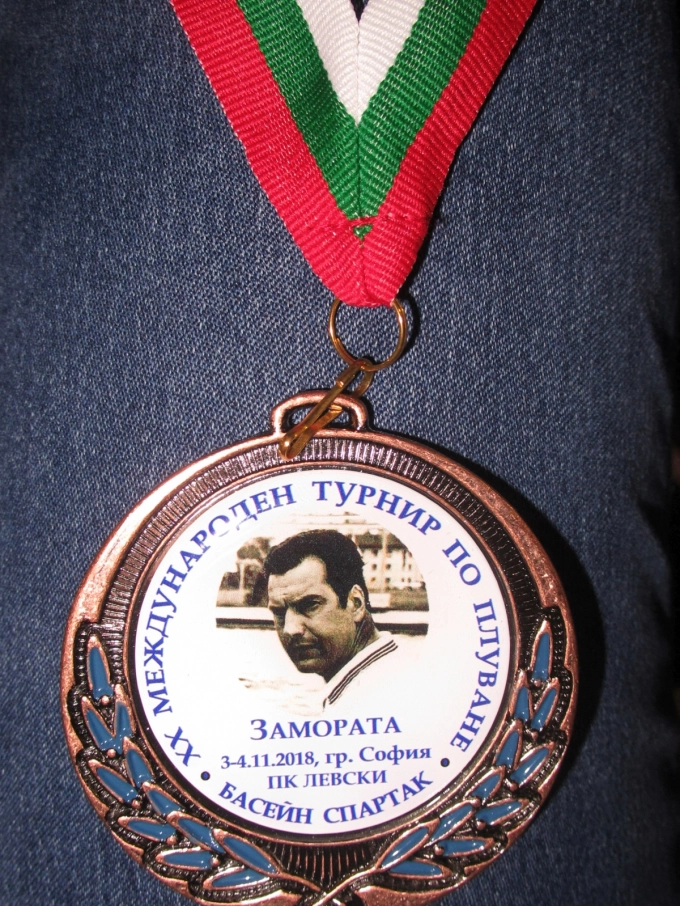 XX МЕЖДУНАРОДЕН ТУРНИР ПО ПЛУВАНЕ
ЗАМОРАТА
3-4.11.2018, гр. София
ПК ЛЕВСКИ
• БАСЕЙН СПАРТАК •